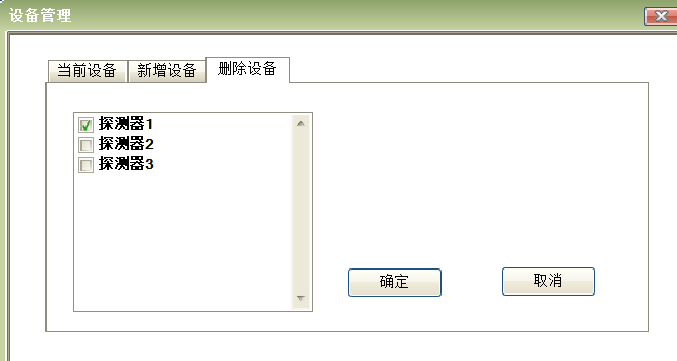 设备管理
当前设备 新增设备 删除设备
探测器1
探测器2
探测器3
确定 取消